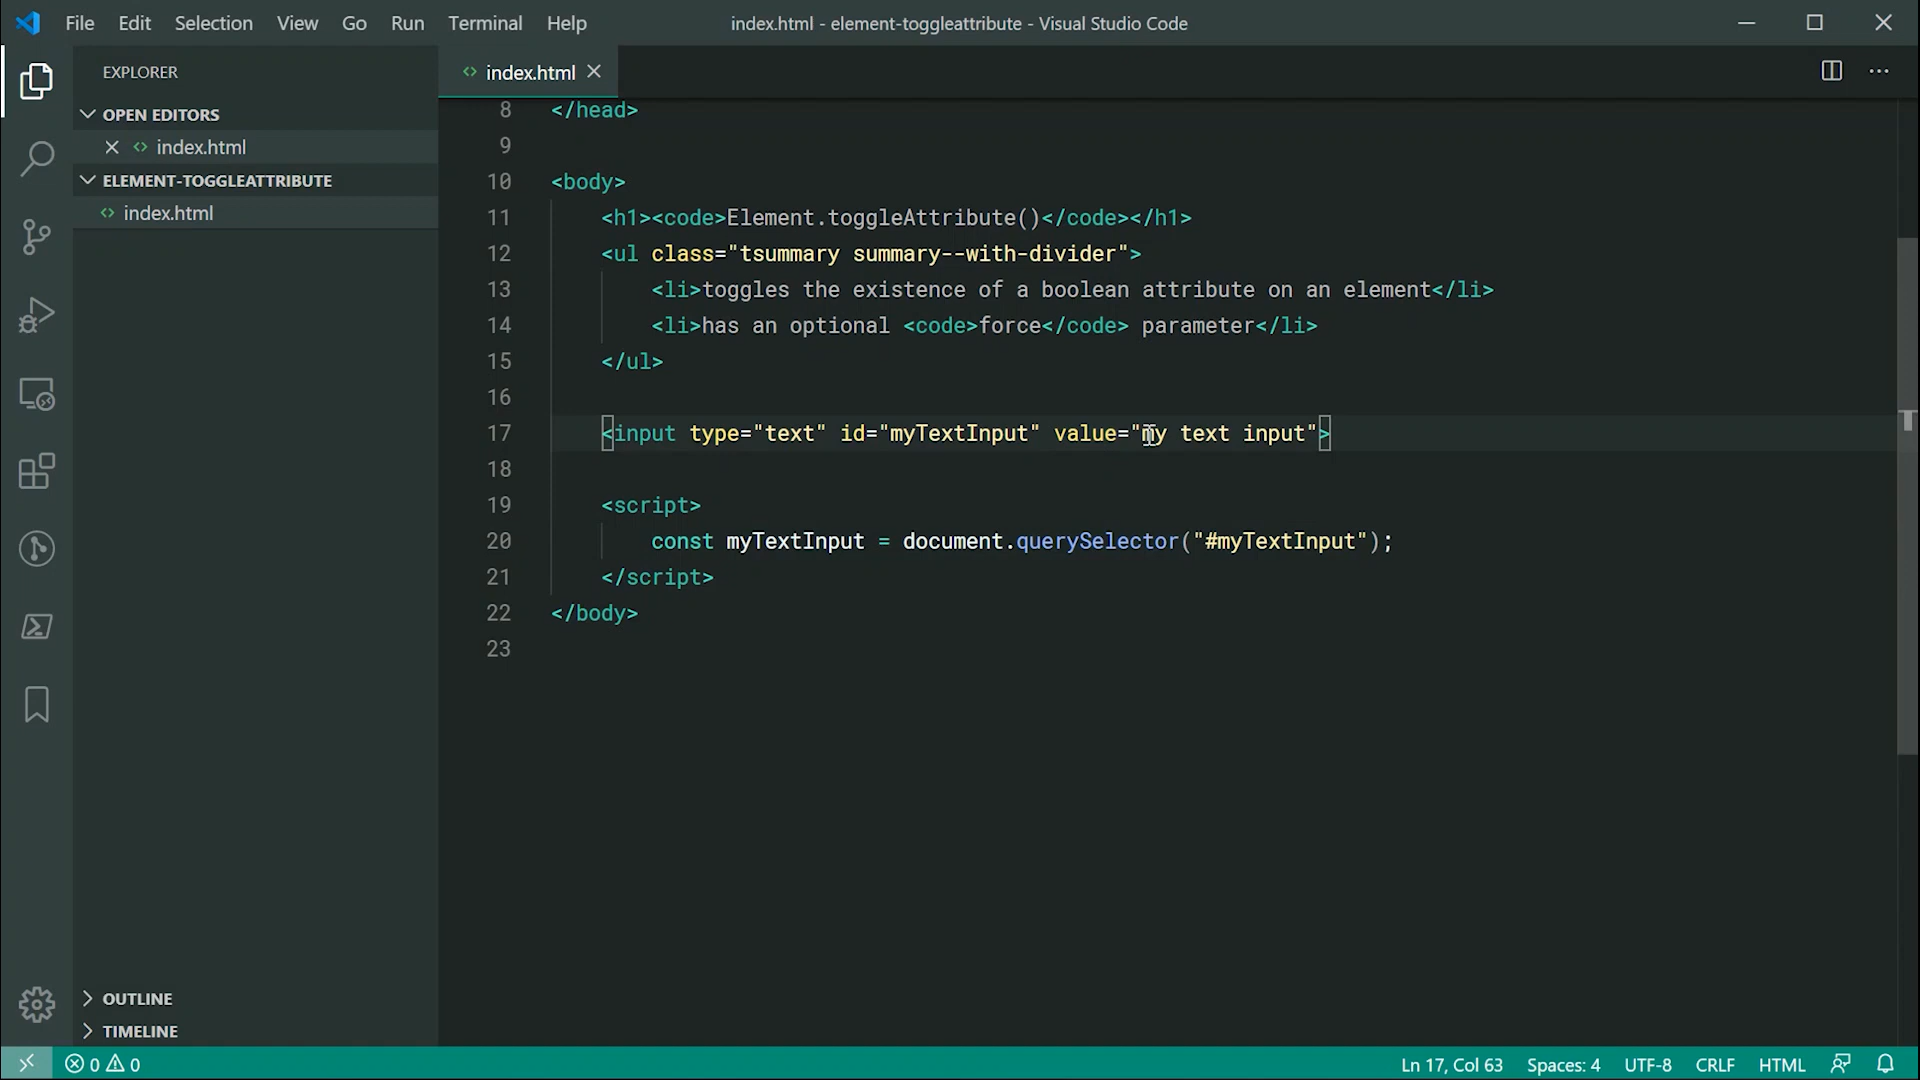 File Edit Selection View Go Run Terminal Help
index.html - element-toggleattribute - Visual Studio Code
EXPLORER
OPEN EDITORS
index.html
ELEMENT-TOGGLEATTRIBUTE
index.html
OUTLINE
TIMELINE
index.html
8 </head>
9
10 <body>
11 <h1><code>Element.toggleAttribute()</code></h1>
12 <ul class="tsummary summary--with-divider">
13 <li>toggles the existence of a boolean attribute on an element</li>
14 <li>has an optional <code>force</code> parameter</li>
15 </ul>
16
17 <input type="text" id="myTextInput" value="my text input">
18
19 <script>
20 const myTextInput = document.querySelector("#myTextInput");
21 </script>
22 </body>
23
0 0
Ln 17, Col 63 Spaces: 4 UTF-8 CRLF HTML